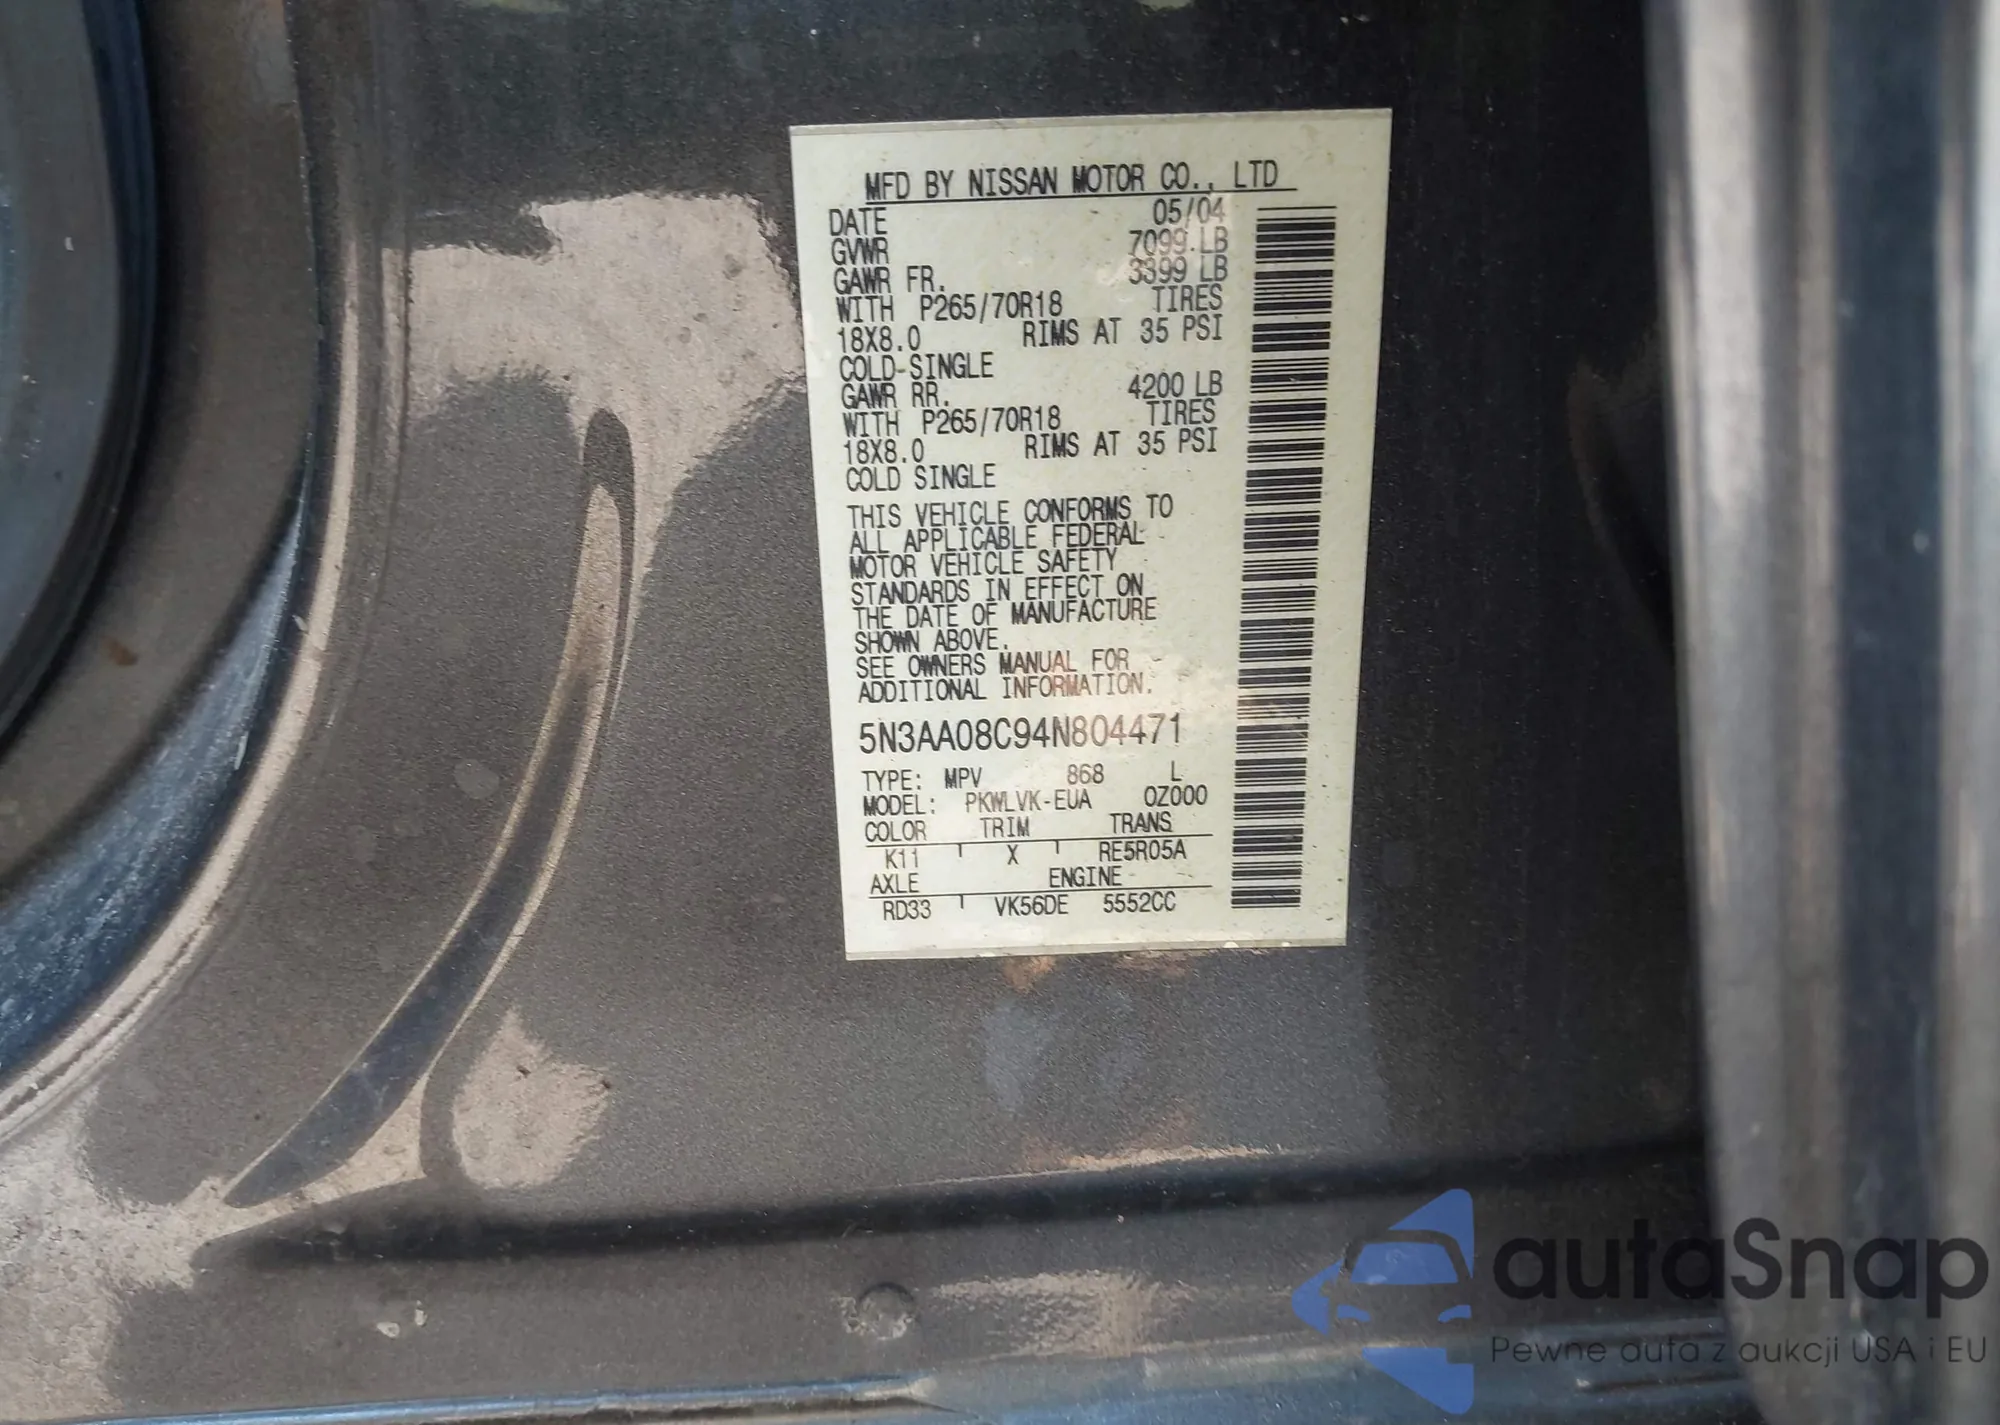 MFD BY NISSAN MOTOR CO., LTD
DATE 05/04
GVWR 7099 LB
GAWR FR. 3399 LB
WITH P265/70R18 TIRES
18X8.0 RIMS AT 35 PSI
COLD SINGLE
GAWR RR. 4200 LB
WITH P265/70R18 TIRES
18X8.0 RIMS AT 35 PSI
COLD SINGLE
THIS VEHICLE CONFORMS TO
ALL APPLICABLE FEDERAL
MOTOR VEHICLE SAFETY
STANDARDS IN EFFECT ON
THE DATE OF MANUFACTURE
SHOWN ABOVE.
SEE OWNERS MANUAL FOR
ADDITIONAL INFORMATION.
5N3AA08C94N804471
TYPE: MPV 868 L
MODEL: PKWLVK-EUA 0Z000
COLOR TRIM TRANS
K11 X RE5R05A
AXLE ENGINE
RD33 VK56DE 5552CC
autaSnap
Pewne auta z aukcji USA i EU